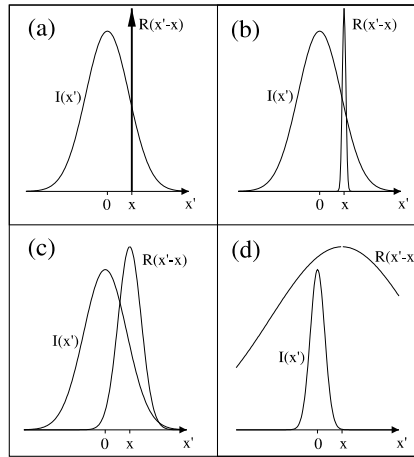 (a)
R(x'-x)
I(x')
0 x x'
(b)
R(x'-x)
I(x')
0 x x'
(c)
R(x'-x)
I(x')
0 x x'
(d)
R(x'-x)
I(x')
0 x x'